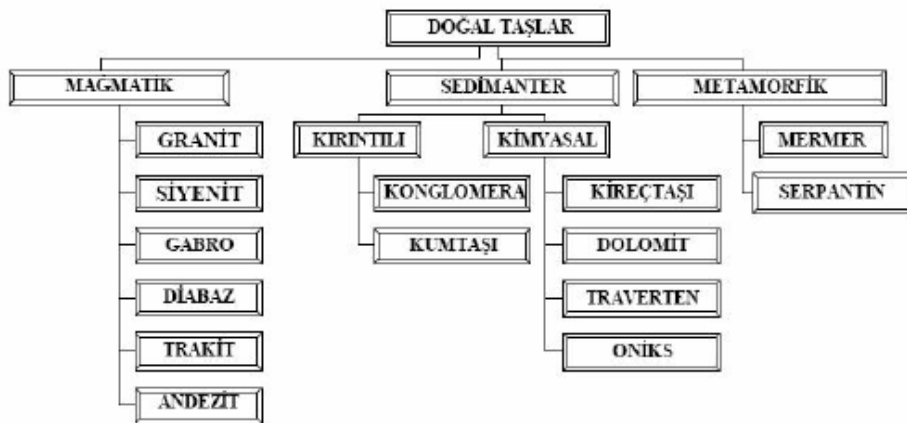 DOĞAL TAŞLAR
MAĞMATİK
SEDİMANTER
METAMORFİK
GRANİT
SİYENİT
GABRO
DİABAZ
TRAKİT
ANDEZİT
KIRINTILI
KİMYASAL
KONGLOMERA
KUMTAŞI
KİREÇTAŞI
DOLOMİT
TRAVERTEN
ONİKS
MERMER
SERPANTİN